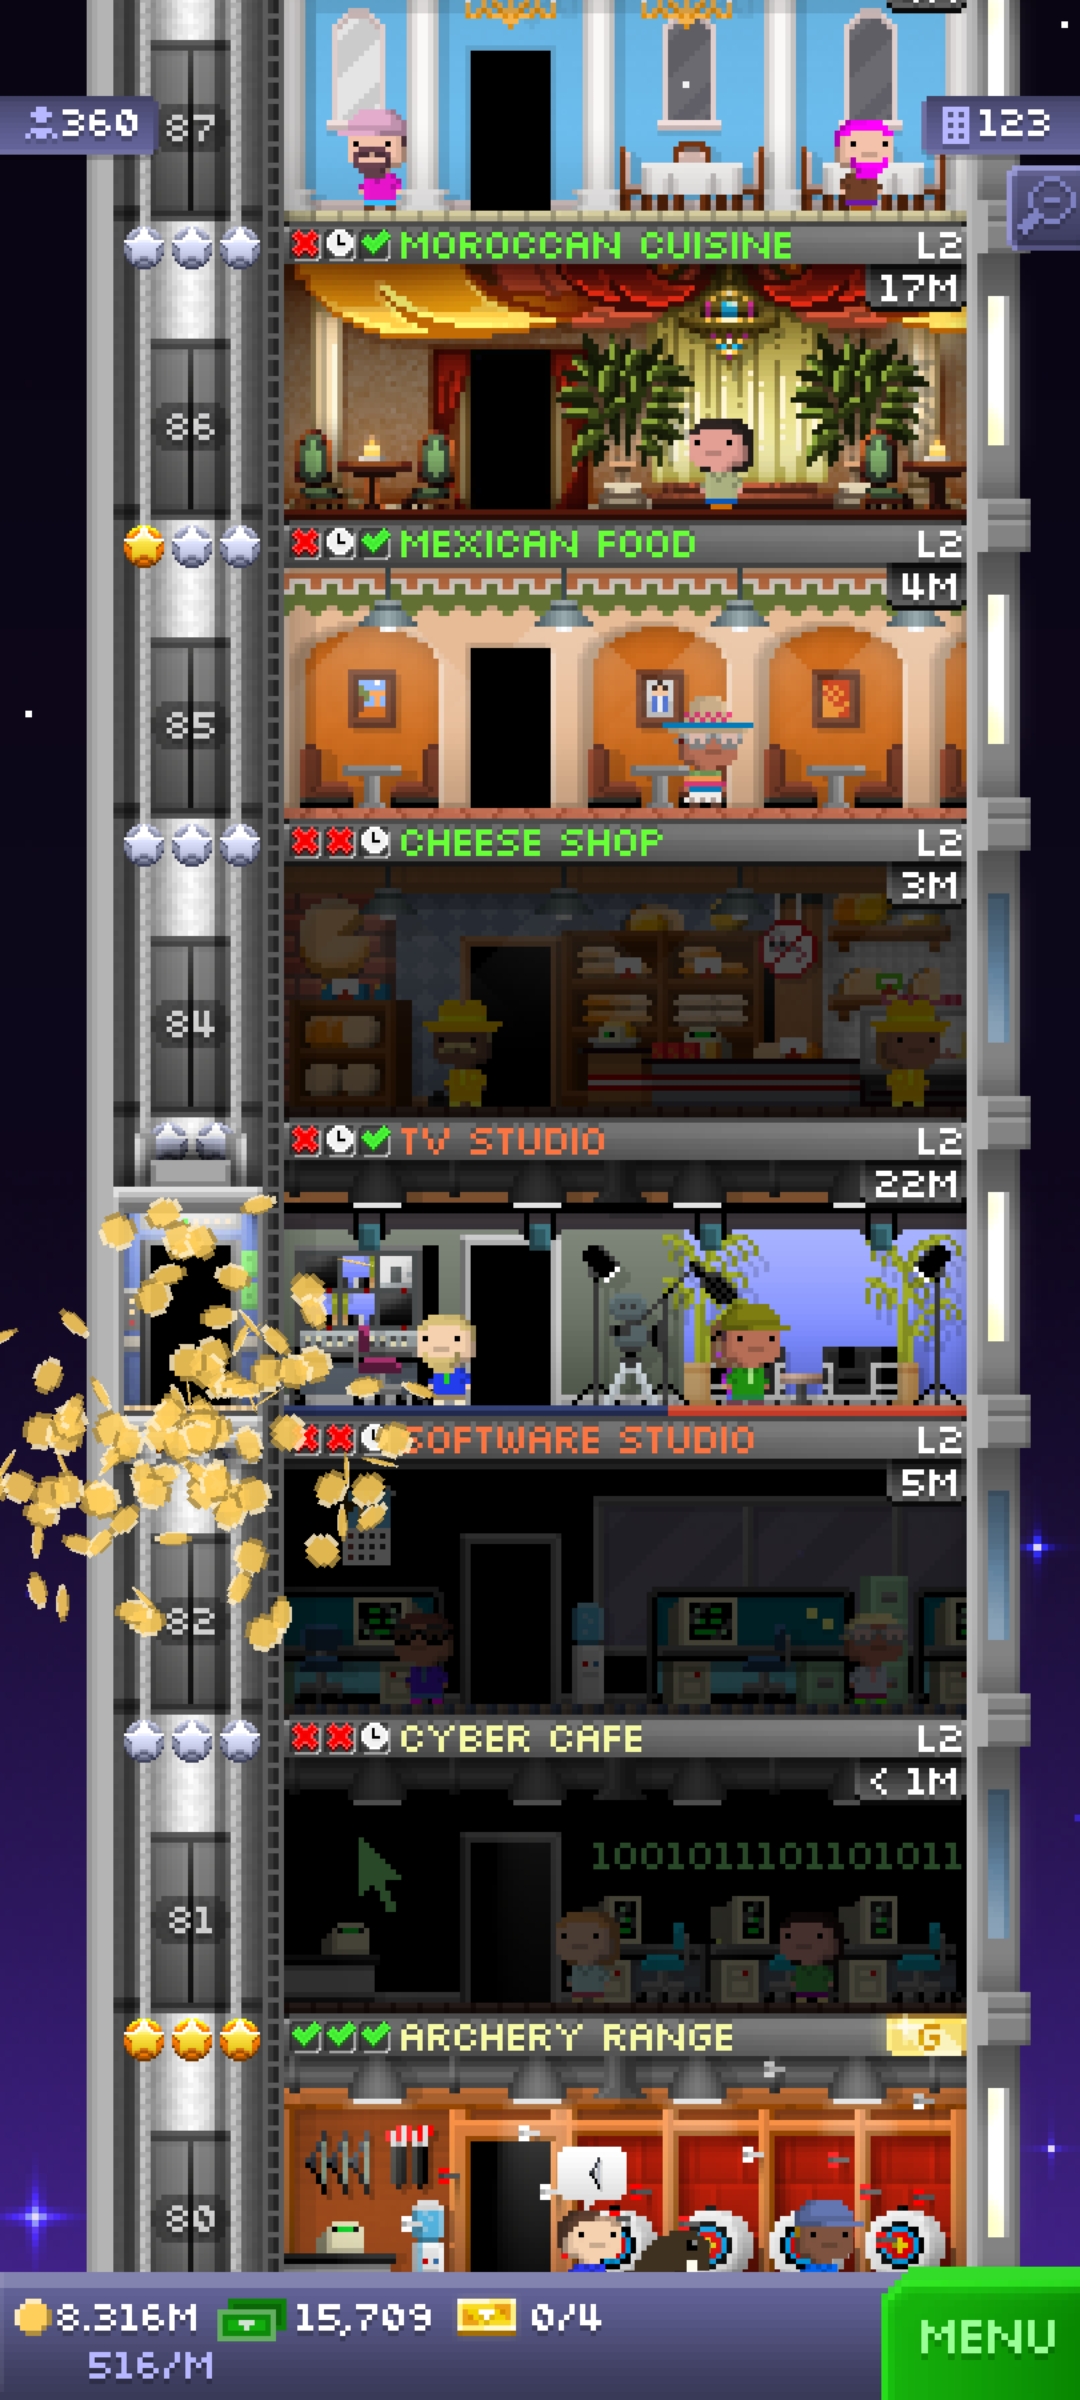 360
87
123
MOROCCAN CUISINE L2
17M
86
MEXICAN FOOD L2
4M
85
CHEESE SHOP L2
3M
84
TV STUDIO L2
22M
SOFTWARE STUDIO L2
5M
82
CYBER CAFE L2
< 1M
1001011101101011
81
ARCHERY RANGE G
80
8.316M 15,709 0/4
516/M
MENU